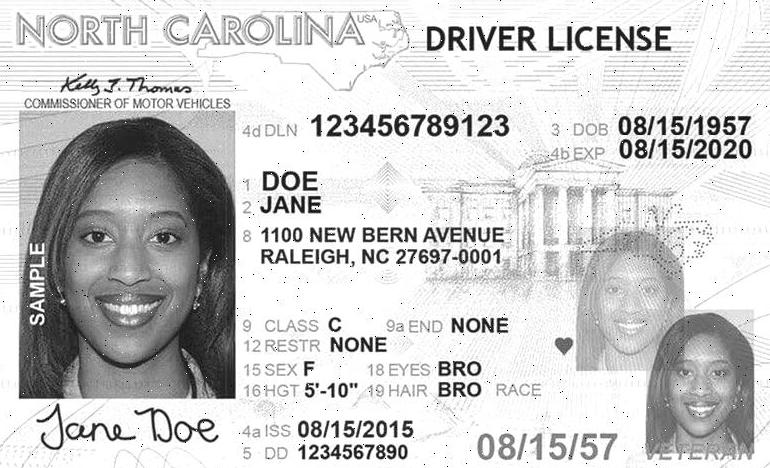 NORTH CAROLINA USA DRIVER LICENSE
Kelly J. Thomas
COMMISSIONER OF MOTOR VEHICLES
SAMPLE
4d DLN 123456789123 3 DOB 08/15/1957
4b EXP 08/15/2020
1 DOE
2 JANE
8 1100 NEW BERN AVENUE
RALEIGH, NC 27697-0001
9 CLASS C 9a END NONE
12 RESTR NONE
15 SEX F 18 EYES BRO
16 HGT 5'-10" 19 HAIR BRO RACE
Jane Doe
4a ISS 08/15/2015
5 DD 1234567890
08/15/57 VETERAN